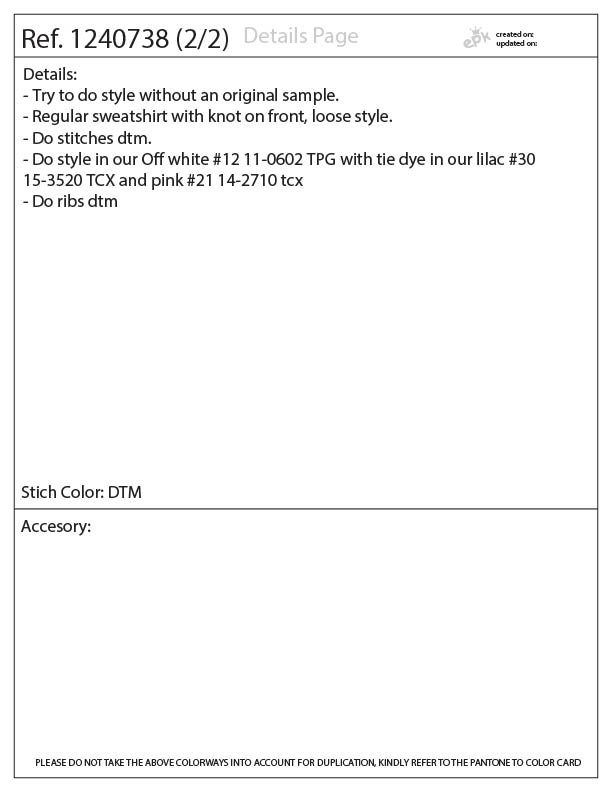 Ref. 1240738 (2/2) Details Page
epk
created on:
updated on:
Details:
- Try to do style without an original sample.
- Regular sweatshirt with knot on front, loose style.
- Do stitches dtm.
- Do style in our Off white #12 11-0602 TPG with tie dye in our lilac #30
15-3520 TCX and pink #21 14-2710 tcx
- Do ribs dtm
Stich Color: DTM
Accesory:
PLEASE DO NOT TAKE THE ABOVE COLORWAYS INTO ACCOUNT FOR DUPLICATION, KINDLY REFER TO THE PANTONE TO COLOR CARD